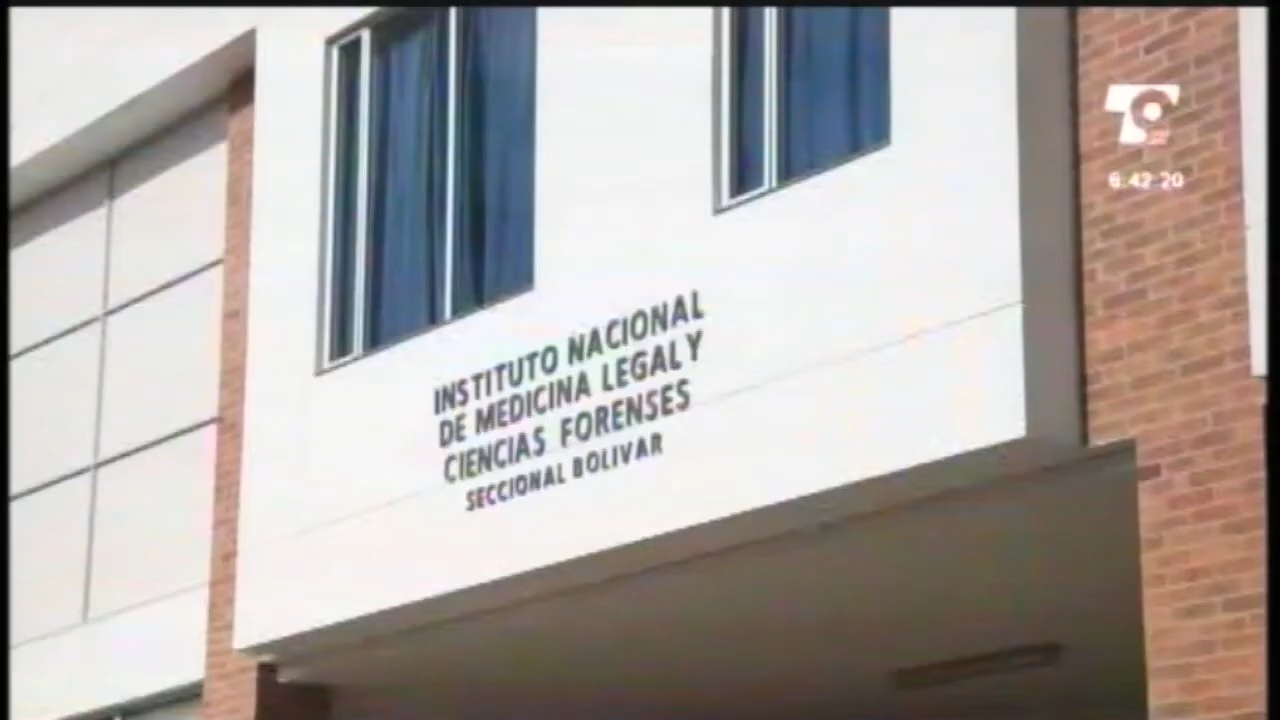 INSTITUTO NACIONAL
DE MEDICINA LEGAL Y
CIENCIAS FORENSES
SECCIONAL BOLIVAR
6:42:20